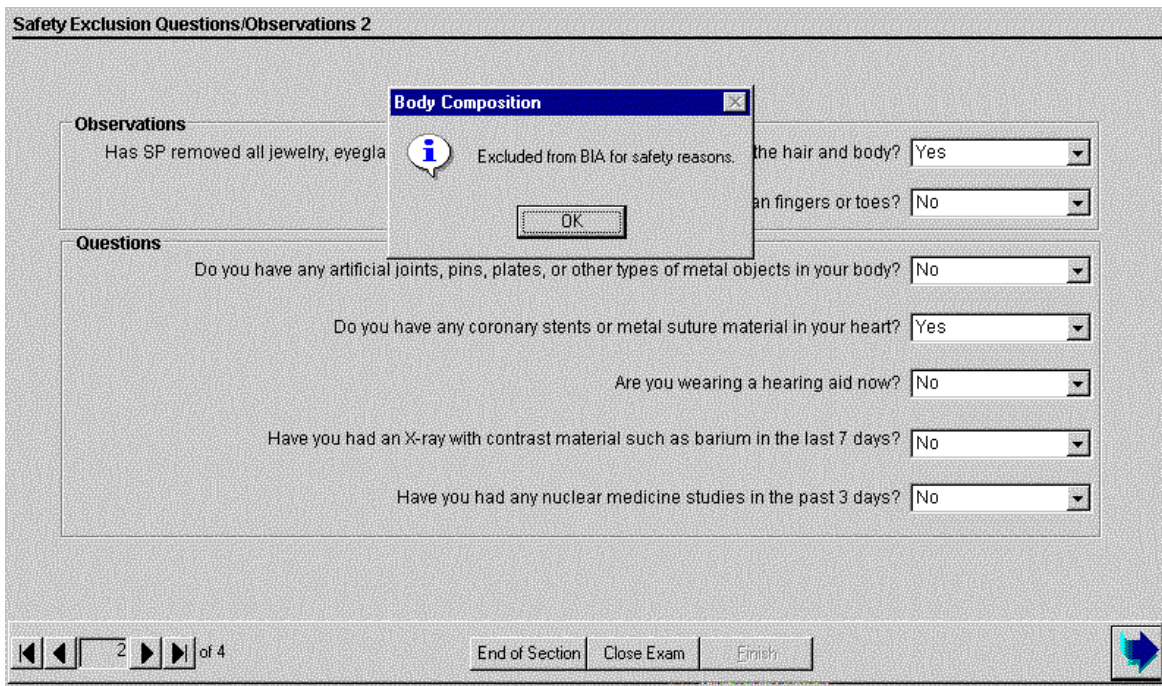 Safety Exclusion Questions/Observations 2
Body Composition
Excluded from BIA for safety reasons.
OK
Observations
Has SP removed all jewelry, the hair and body? Yes
fingers or toes? No
Questions
Do you have any artificial joints, pins, plates, or other types of metal objects in your body? No
Do you have any coronary stents or metal suture material in your heart? Yes
Are you wearing a hearing aid now? No
Have you had an X-ray with contrast material such as barium in the last 7 days? No
Have you had any nuclear medicine studies in the past 3 days? No
2 of 4 End of Section Close Exam Finish